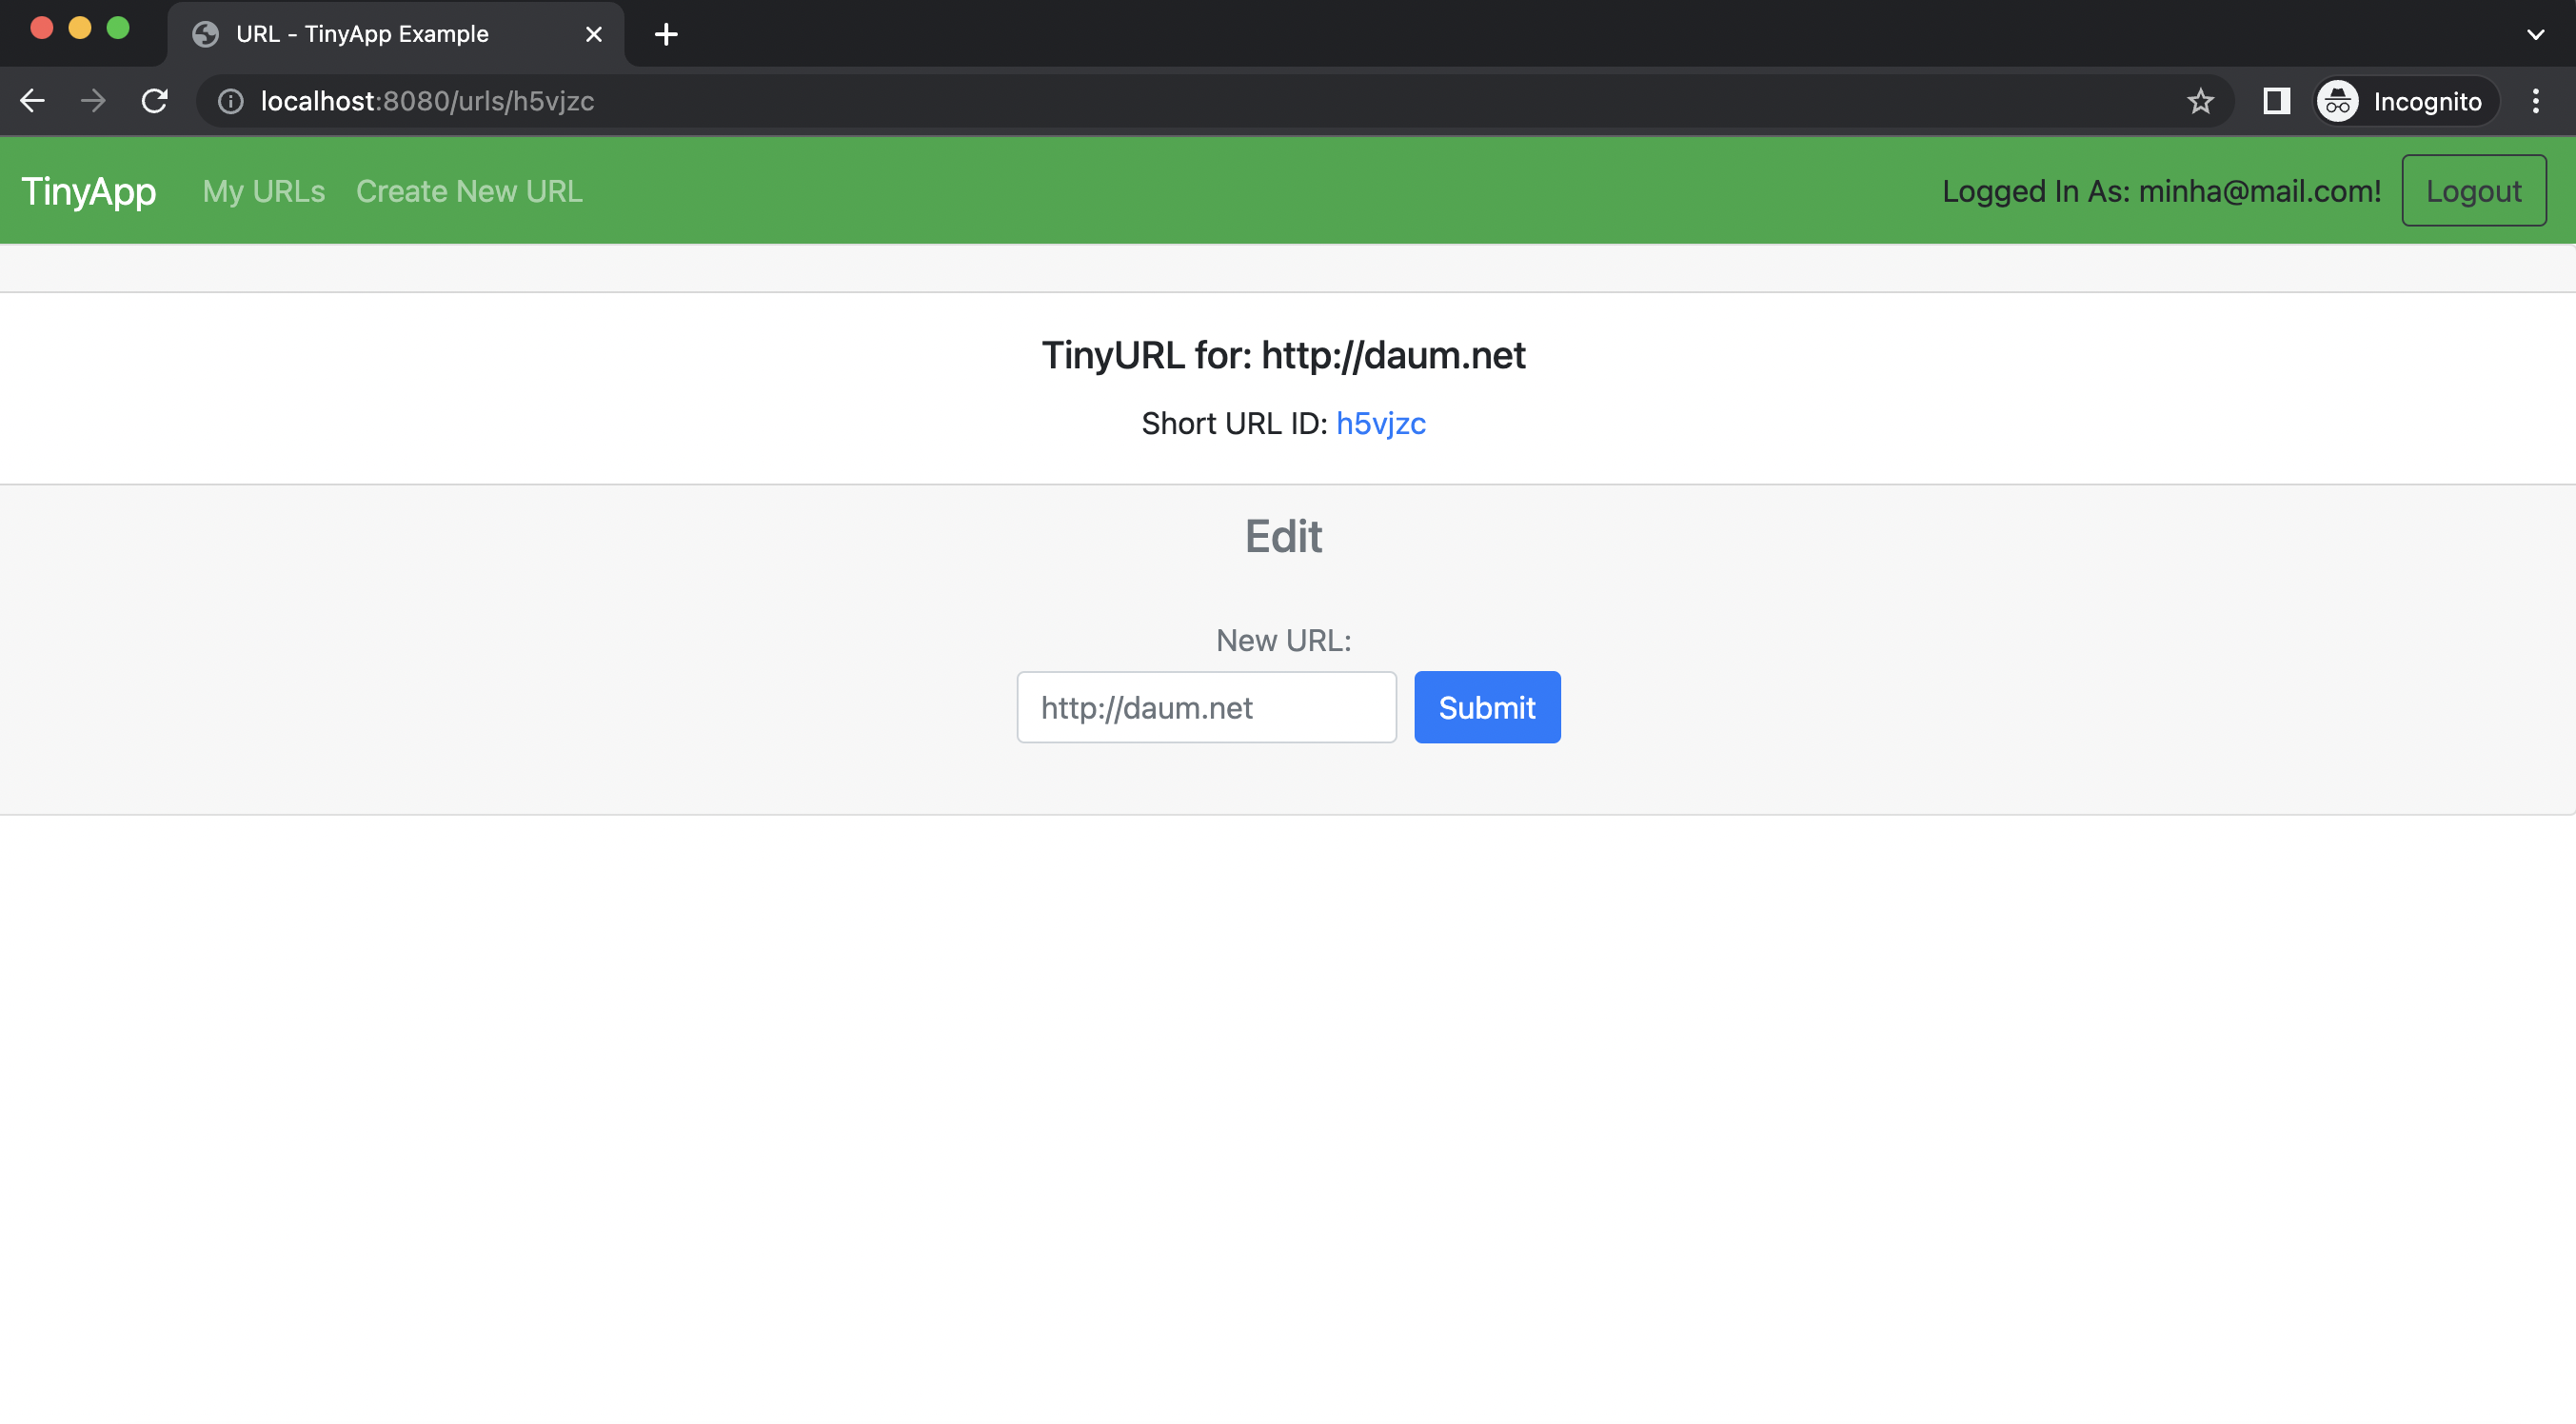 URL - TinyApp Example
localhost:8080/urls/h5vjzc
Incognito
TinyApp My URLs Create New URL Logged In As: minha@mail.com! Logout
TinyURL for: http://daum.net
Short URL ID: h5vjzc
Edit
New URL:
http://daum.net Submit